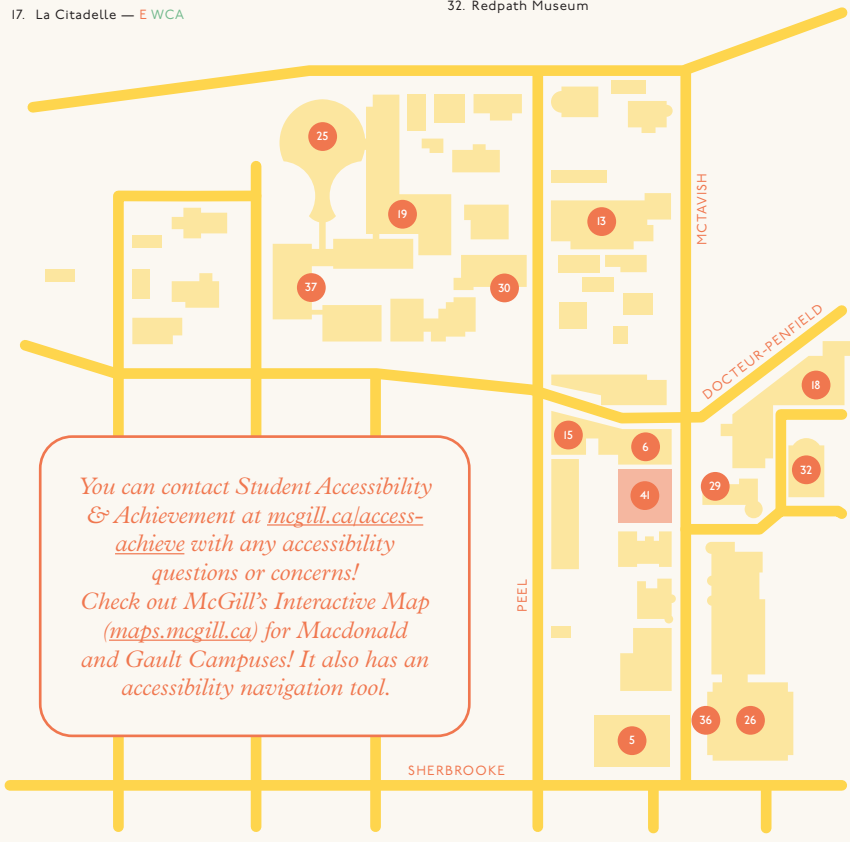 17. La Citadelle — E WCA
32. Redpath Museum
25
19
13
MCTAVISH
37
30
DOCTEUR-PENFIELD
18
15
6
32
29
41
You can contact Student Accessibility
& Achievement at mcgill.ca/access-
achieve with any accessibility
questions or concerns!
Check out McGill's Interactive Map
(maps.mcgill.ca) for Macdonald
and Gault Campuses! It also has an
accessibility navigation tool.
PEEL
36
26
5
SHERBROOKE